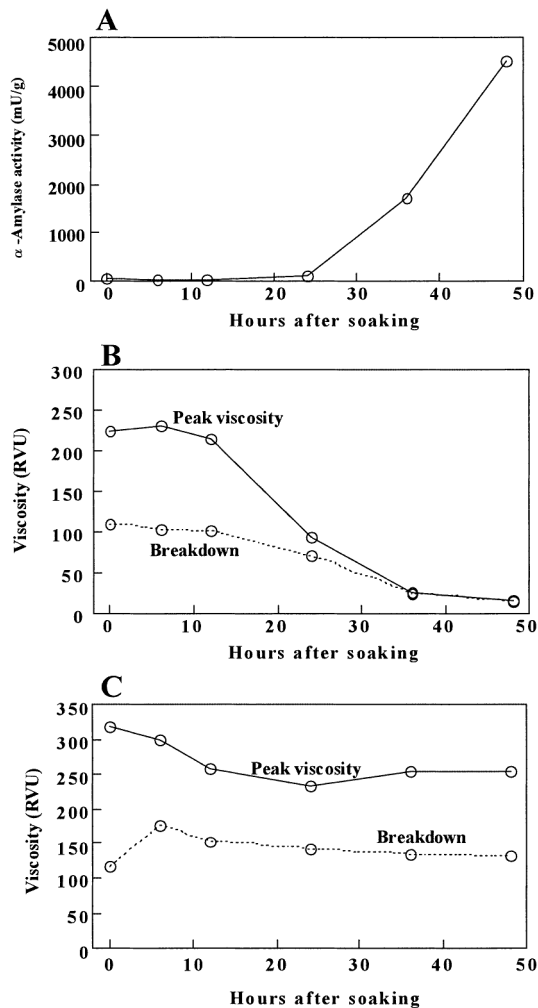 A
5000
4000
3000
2000
1000
0
α -Amylase activity (mU/g)
0 10 20 30 40 50
Hours after soaking
B
300
250
200
150
100
50
0
Viscosity (RVU)
Peak viscosity
Breakdown
0 10 20 30 40 50
Hours after soaking
C
350
300
250
200
150
100
50
0
Viscosity (RVU)
Peak viscosity
Breakdown
0 10 20 30 40 50
Hours after soaking